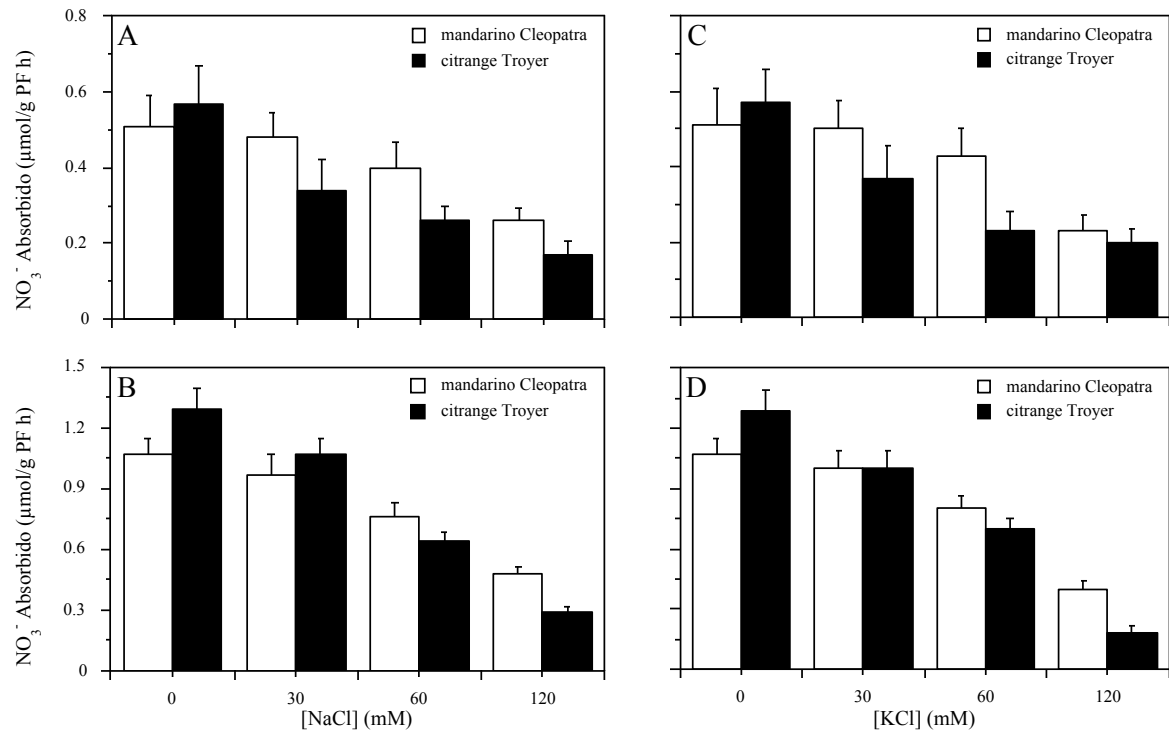 A
mandarino Cleopatra
citrange Troyer
NO₃⁻ Absorbido (µmol/g PF h)
0.8
0.6
0.4
0.2
0
C
mandarino Cleopatra
citrange Troyer
B
mandarino Cleopatra
citrange Troyer
NO₃⁻ Absorbido (µmol/g PF h)
1.5
1.2
0.9
0.6
0.3
0
0 30 60 120
[NaCl] (mM)
D
mandarino Cleopatra
citrange Troyer
0 30 60 120
[KCl] (mM)